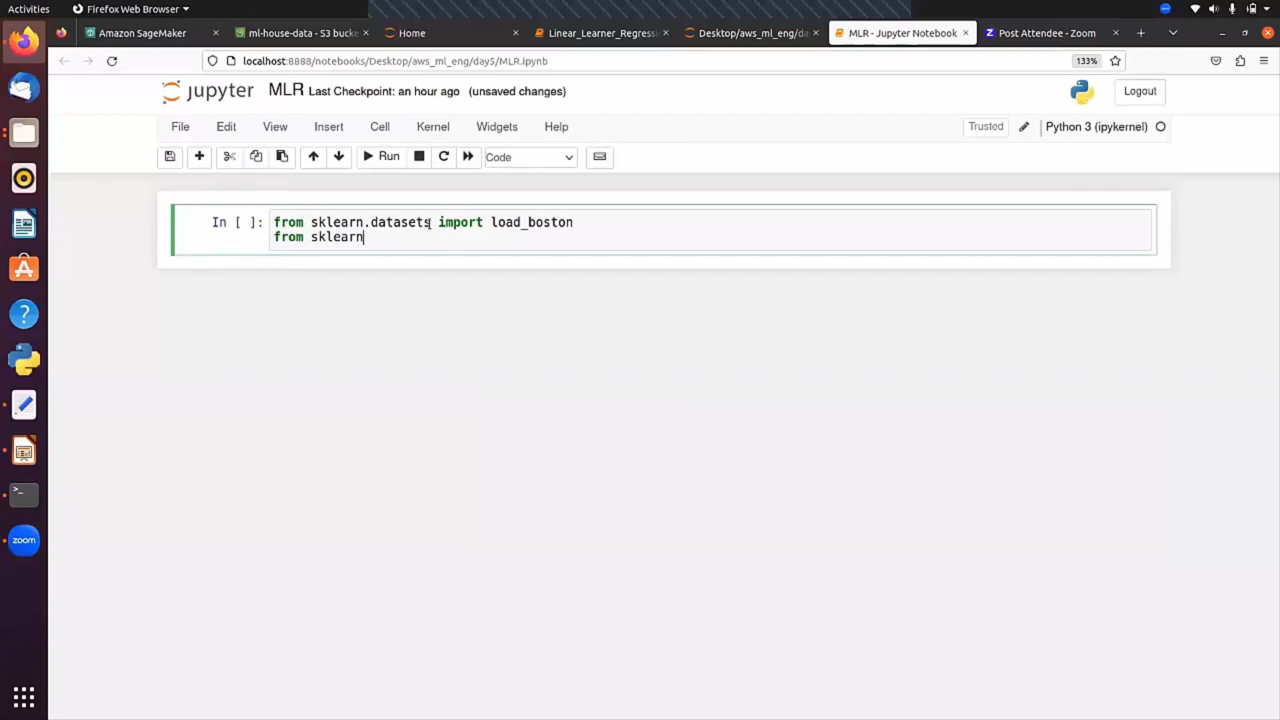 Activities
Firefox Web Browser
Amazon SageMaker
ml-house-data - S3 bucke
Home
Linear_Learner_Regressi
Desktop/aws_ml_eng/da
MLR - Jupyter Notebook
Post Attendee - Zoom
localhost:8888/notebooks/Desktop/aws_ml_eng/day5/MLR.ipynb
133%
jupyter MLR Last Checkpoint: an hour ago (unsaved changes)
Logout
File Edit View Insert Cell Kernel Widgets Help
Trusted
Python 3 (ipykernel)
Run
Code
In [ ]: from sklearn.datasets import load_boston
from sklearn
zoom